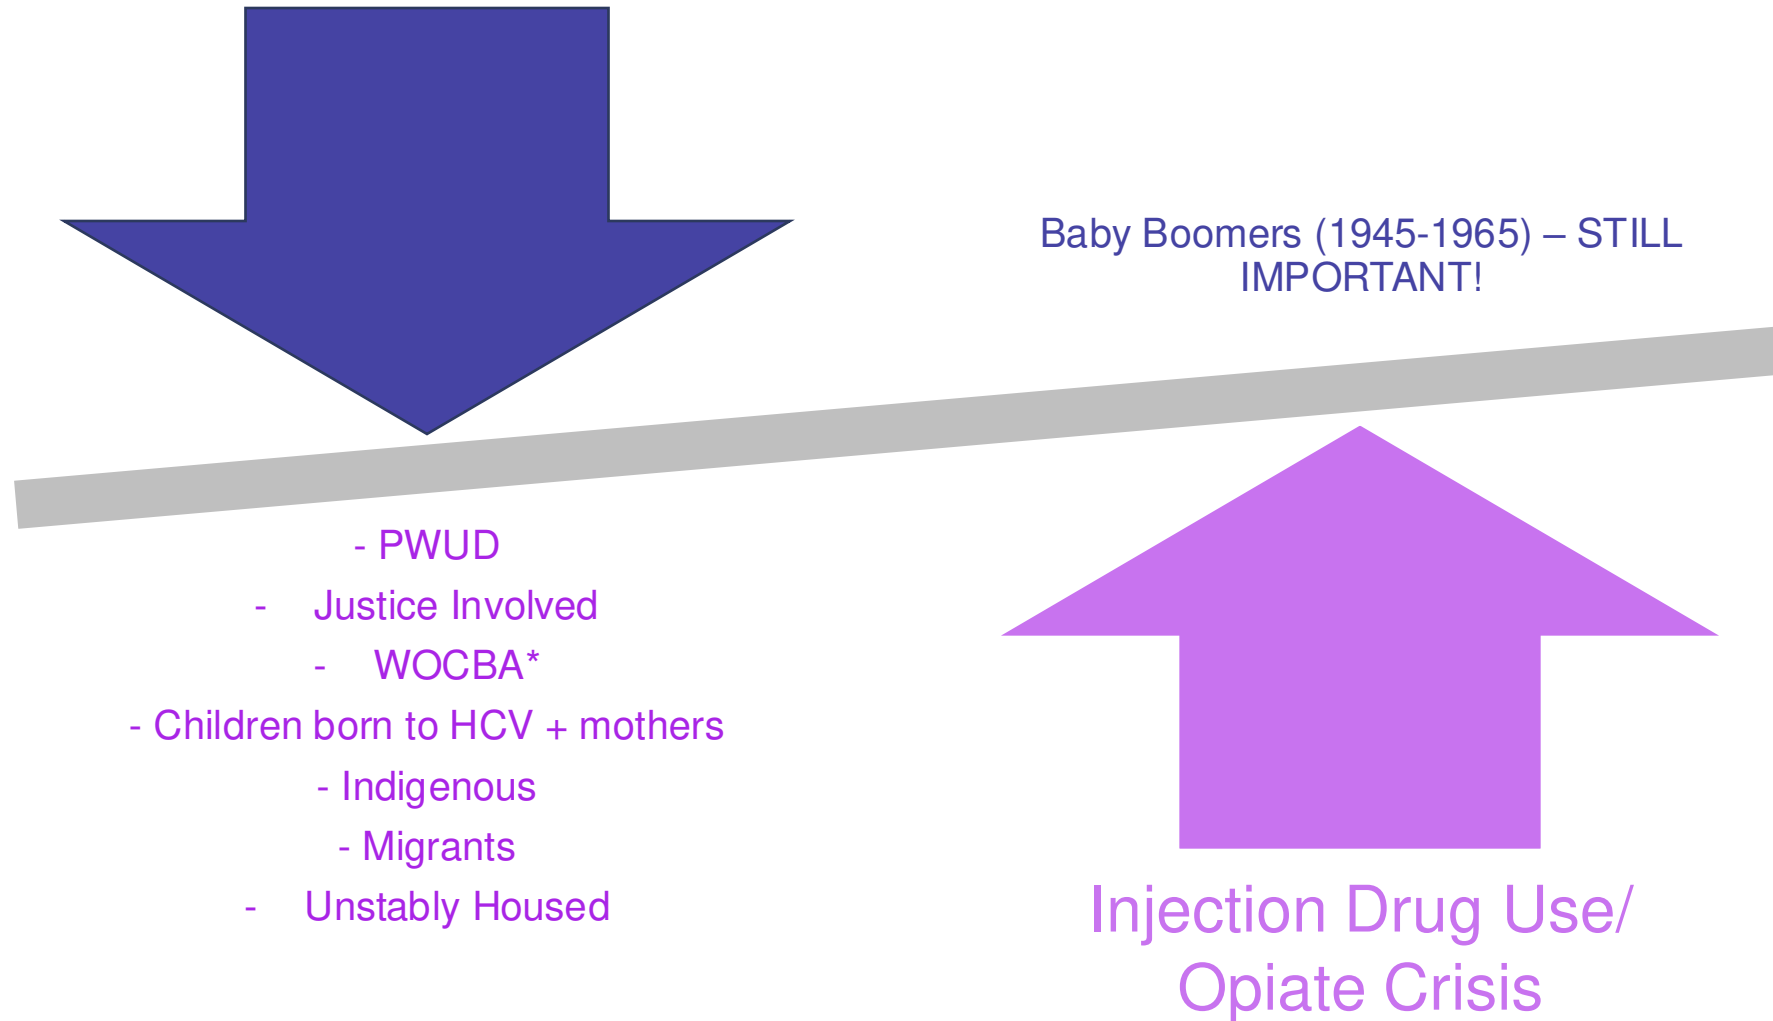 Baby Boomers (1945-1965) – STILL
IMPORTANT!
- PWUD
- Justice Involved
- WOCBA*
- Children born to HCV + mothers
- Indigenous
- Migrants
- Unstably Housed
Injection Drug Use/
Opiate Crisis